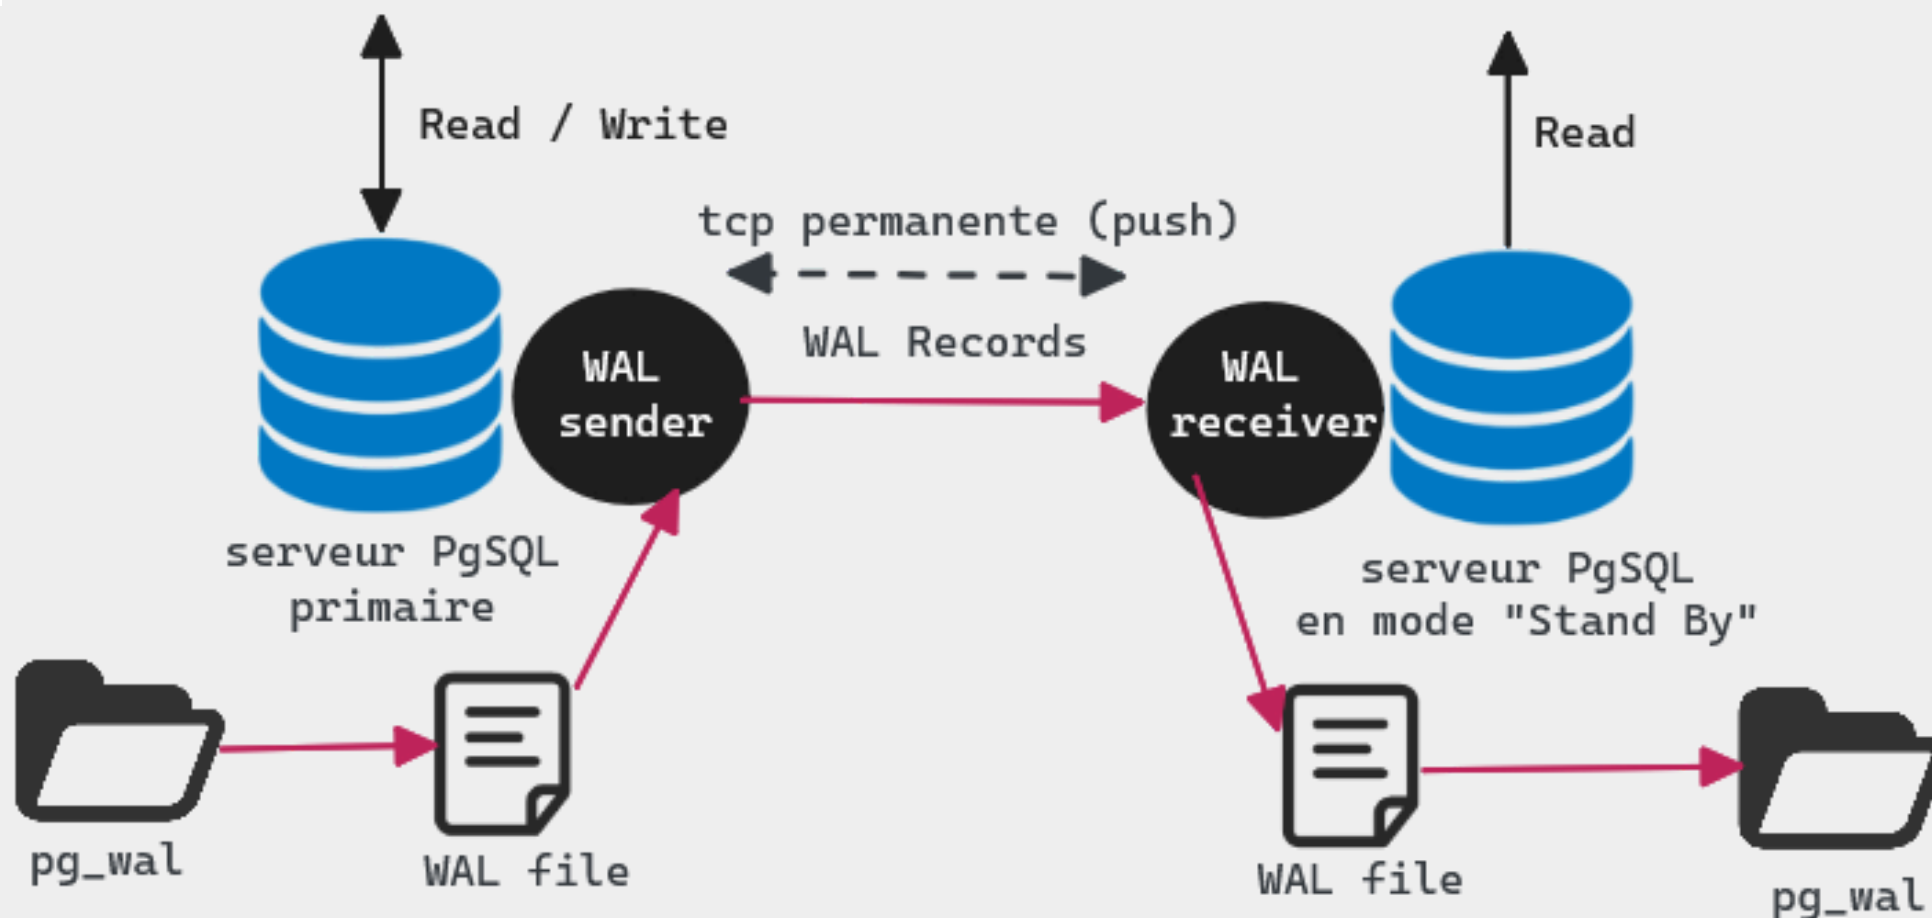 Read / Write
Read
tcp permanente (push)
WAL Records
WAL
sender
WAL
receiver
serveur PgSQL
primaire
serveur PgSQL
en mode "Stand By"
pg_wal
WAL file
WAL file
pg_wal